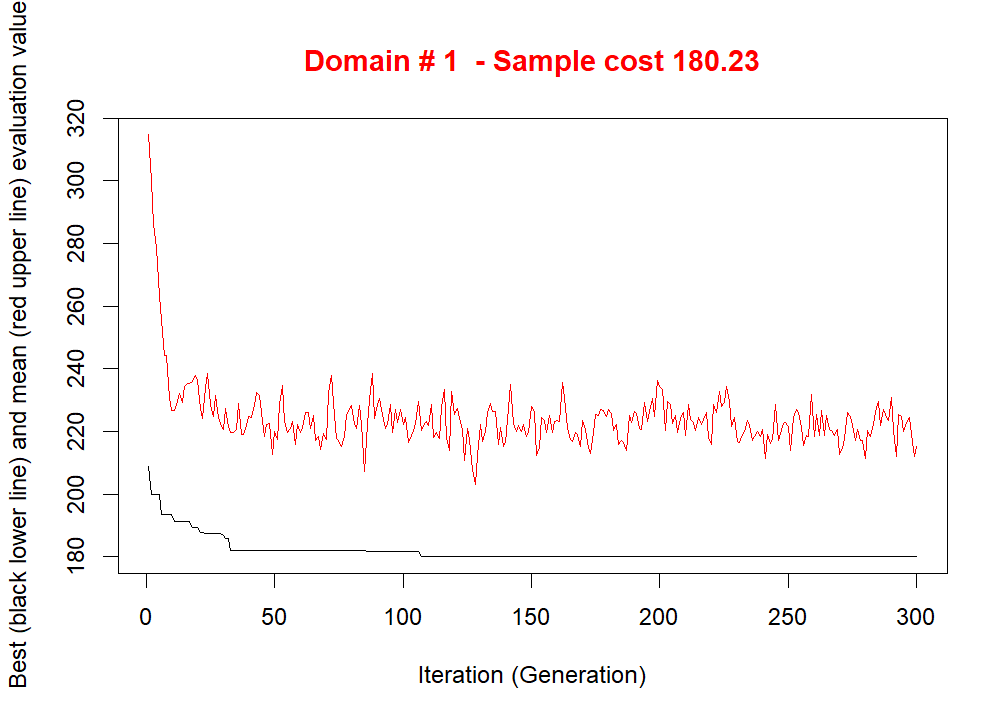 Domain # 1  - Sample cost 180.23
Best (black lower line) and mean (red upper line) evaluation value
320
300
280
260
240
220
200
180
0 50 100 150 200 250 300
Iteration (Generation)